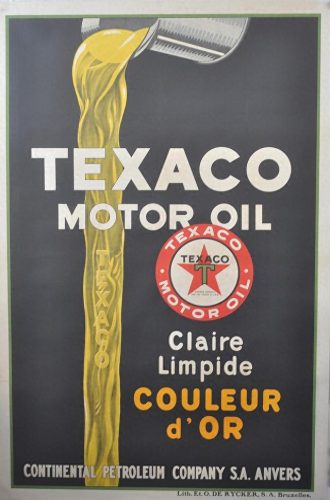 TEXACO
MOTOR OIL
TEXACO
TEXACO
TEXACO
T
MOTOR OIL
Claire
Limpide
COULEUR
d'OR
CONTINENTAL PETROLEUM COMPANY S.A. ANVERS
Lith. Et. O. DE RYCKER, S. A. Bruxelles.